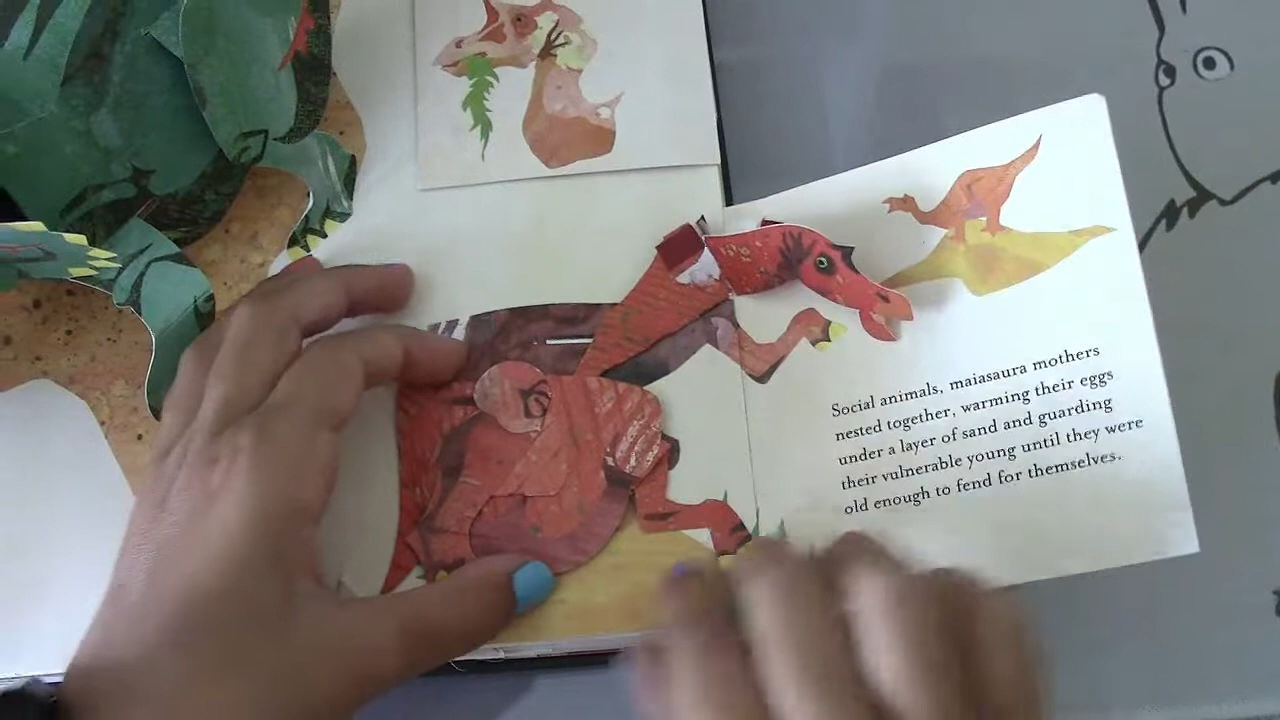 Social animals, maiasaura mothers
nested together, warming their eggs
under a layer of sand and guarding
their vulnerable young until they were
old enough to fend for themselves.